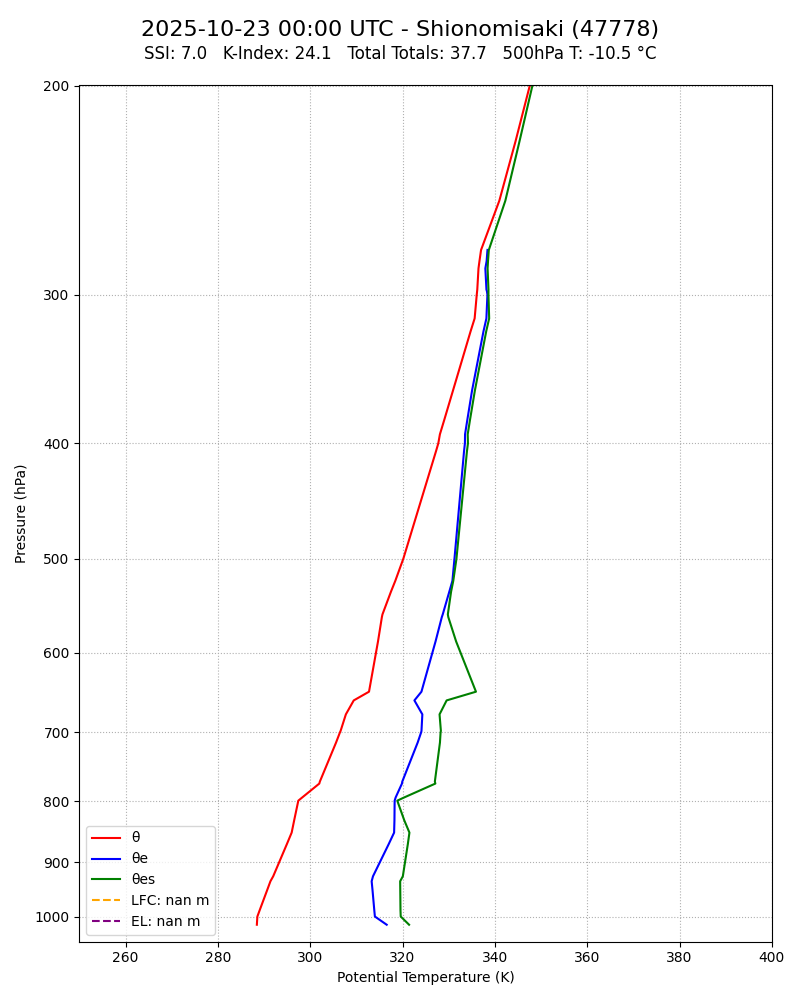 2025-10-23 00:00 UTC - Shionomisaki (47778)
SSI: 7.0   K-Index: 24.1   Total Totals: 37.7   500hPa T: -10.5 °C
200
300
400
500
600
700
800
900
1000
Pressure (hPa)
θ
θe
θes
LFC: nan m
EL: nan m
260 280 300 320 340 360 380 400
Potential Temperature (K)